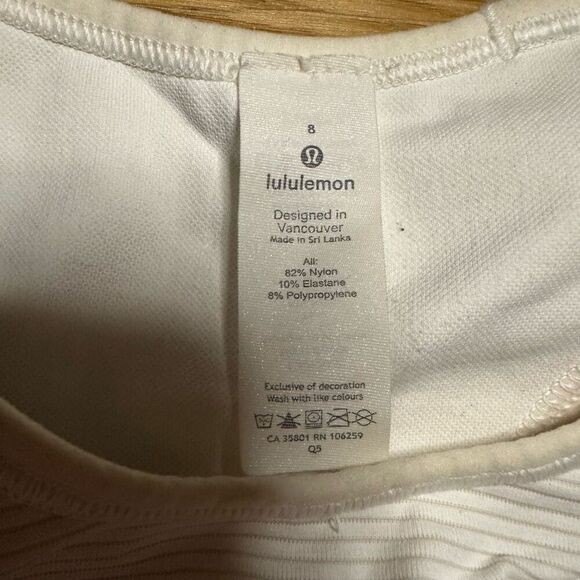 8
lululemon
Designed in
Vancouver
Made in Sri Lanka
All:
82% Nylon
10% Elastane
8% Polypropylene
Exclusive of decoration
Wash with like colours
CA 35801 RN 106259
Q5